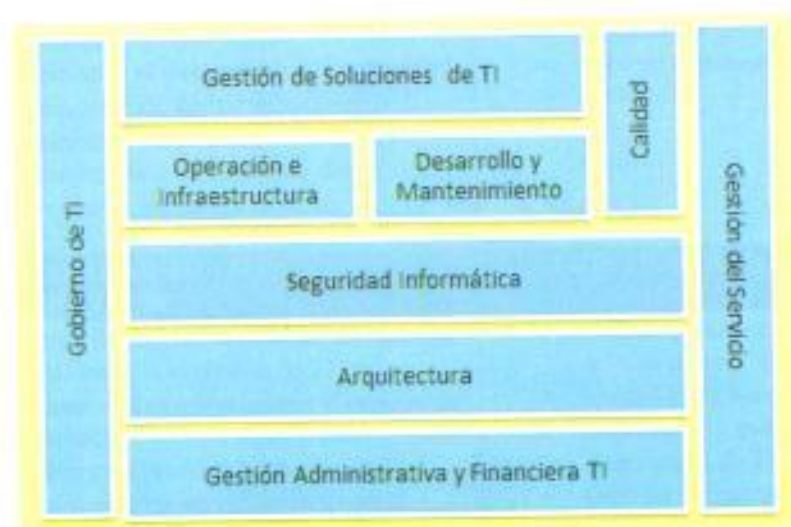 Gobierno de TI
Gestión de Soluciones de TI
Calidad
Gestión del Servicio
Operación e
Infraestructura
Desarrollo y
Mantenimiento
Seguridad Informática
Arquitectura
Gestión Administrativa y Financiera TI